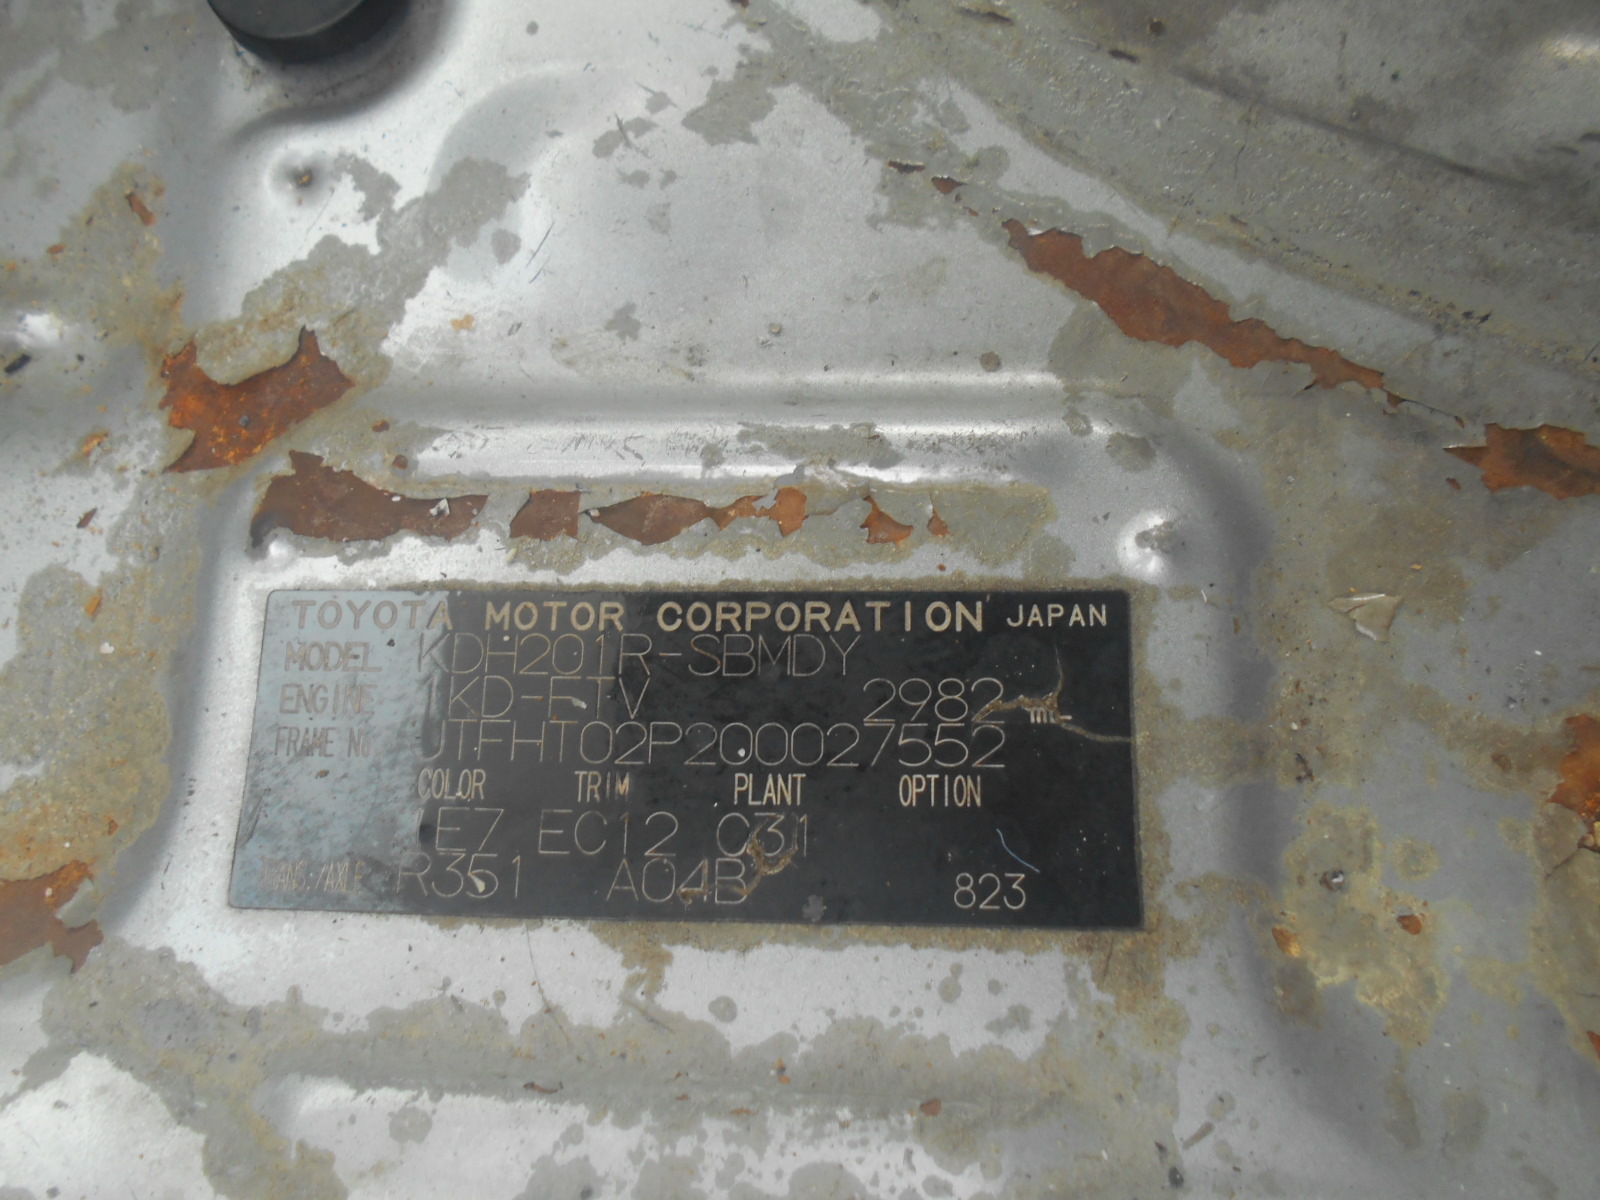 TOYOTA MOTOR CORPORATION JAPAN
MODEL KDH201R-SBMDY
ENGINE 1KD-FTV 2982 mL
FRAME No JTFHT02P200027552
COLOR TRIM PLANT OPTION
1E7 EC12 C31
TRANS./AXLE R351 A04B 823